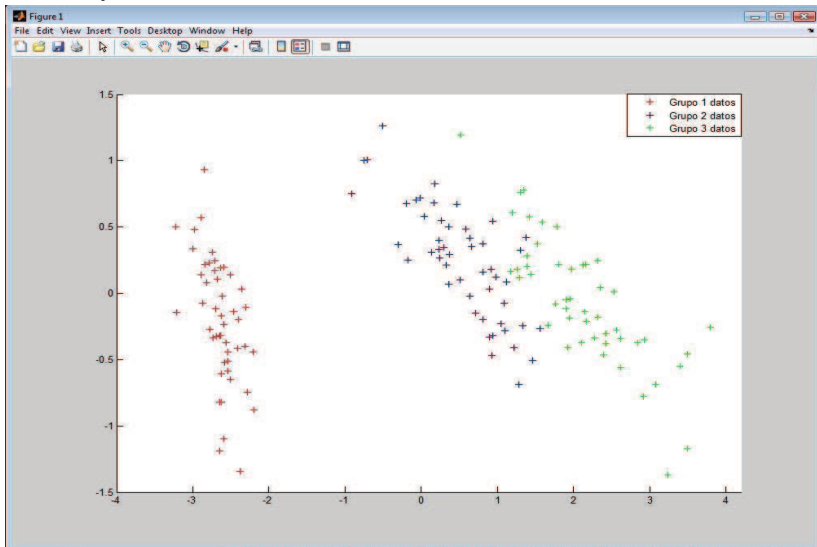 Figure 1
File Edit View Insert Tools Desktop Window Help
1.5
Grupo 1 datos
Grupo 2 datos
Grupo 3 datos
1
0.5
0
-0.5
-1
-1.5
-4 -3 -2 -1 0 1 2 3 4